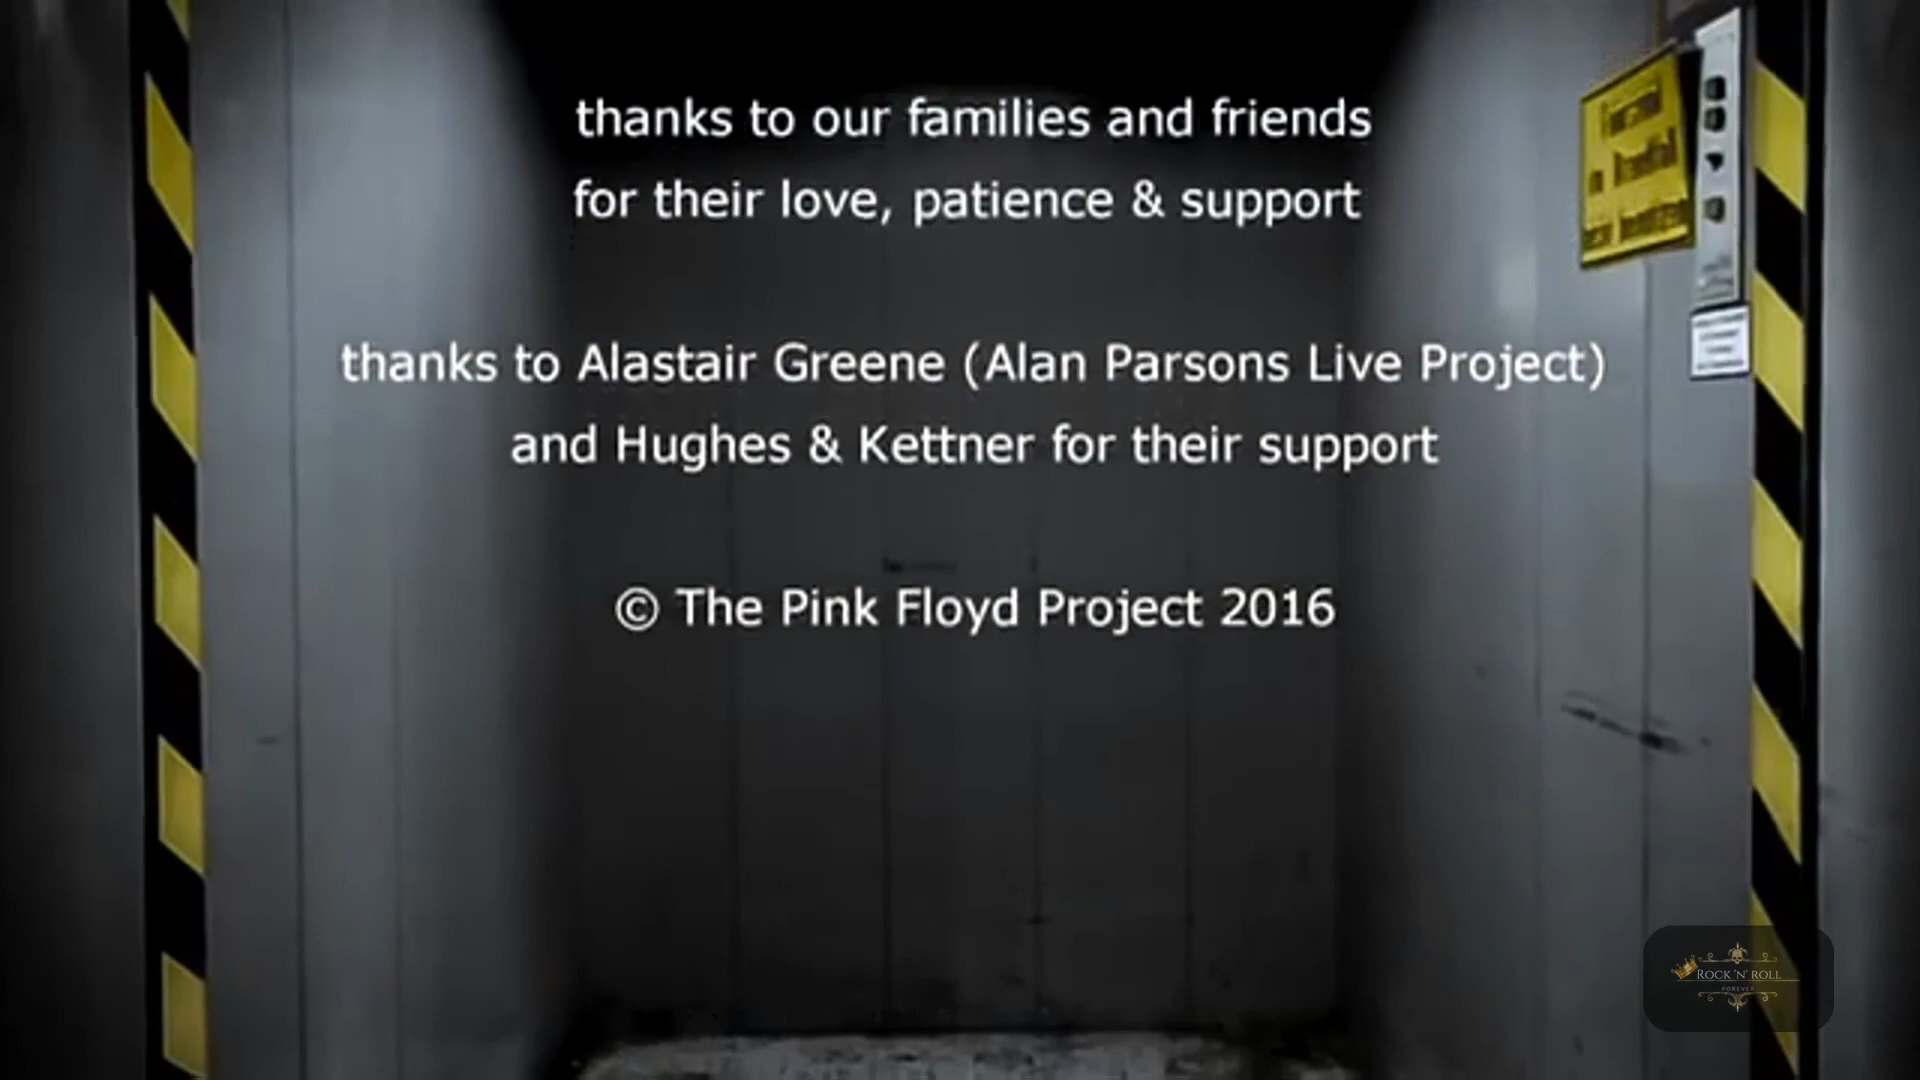 thanks to our families and friends
for their love, patience & support
thanks to Alastair Greene (Alan Parsons Live Project)
and Hughes & Kettner for their support
© The Pink Floyd Project 2016
ROCK 'N' ROLL
FOREVER